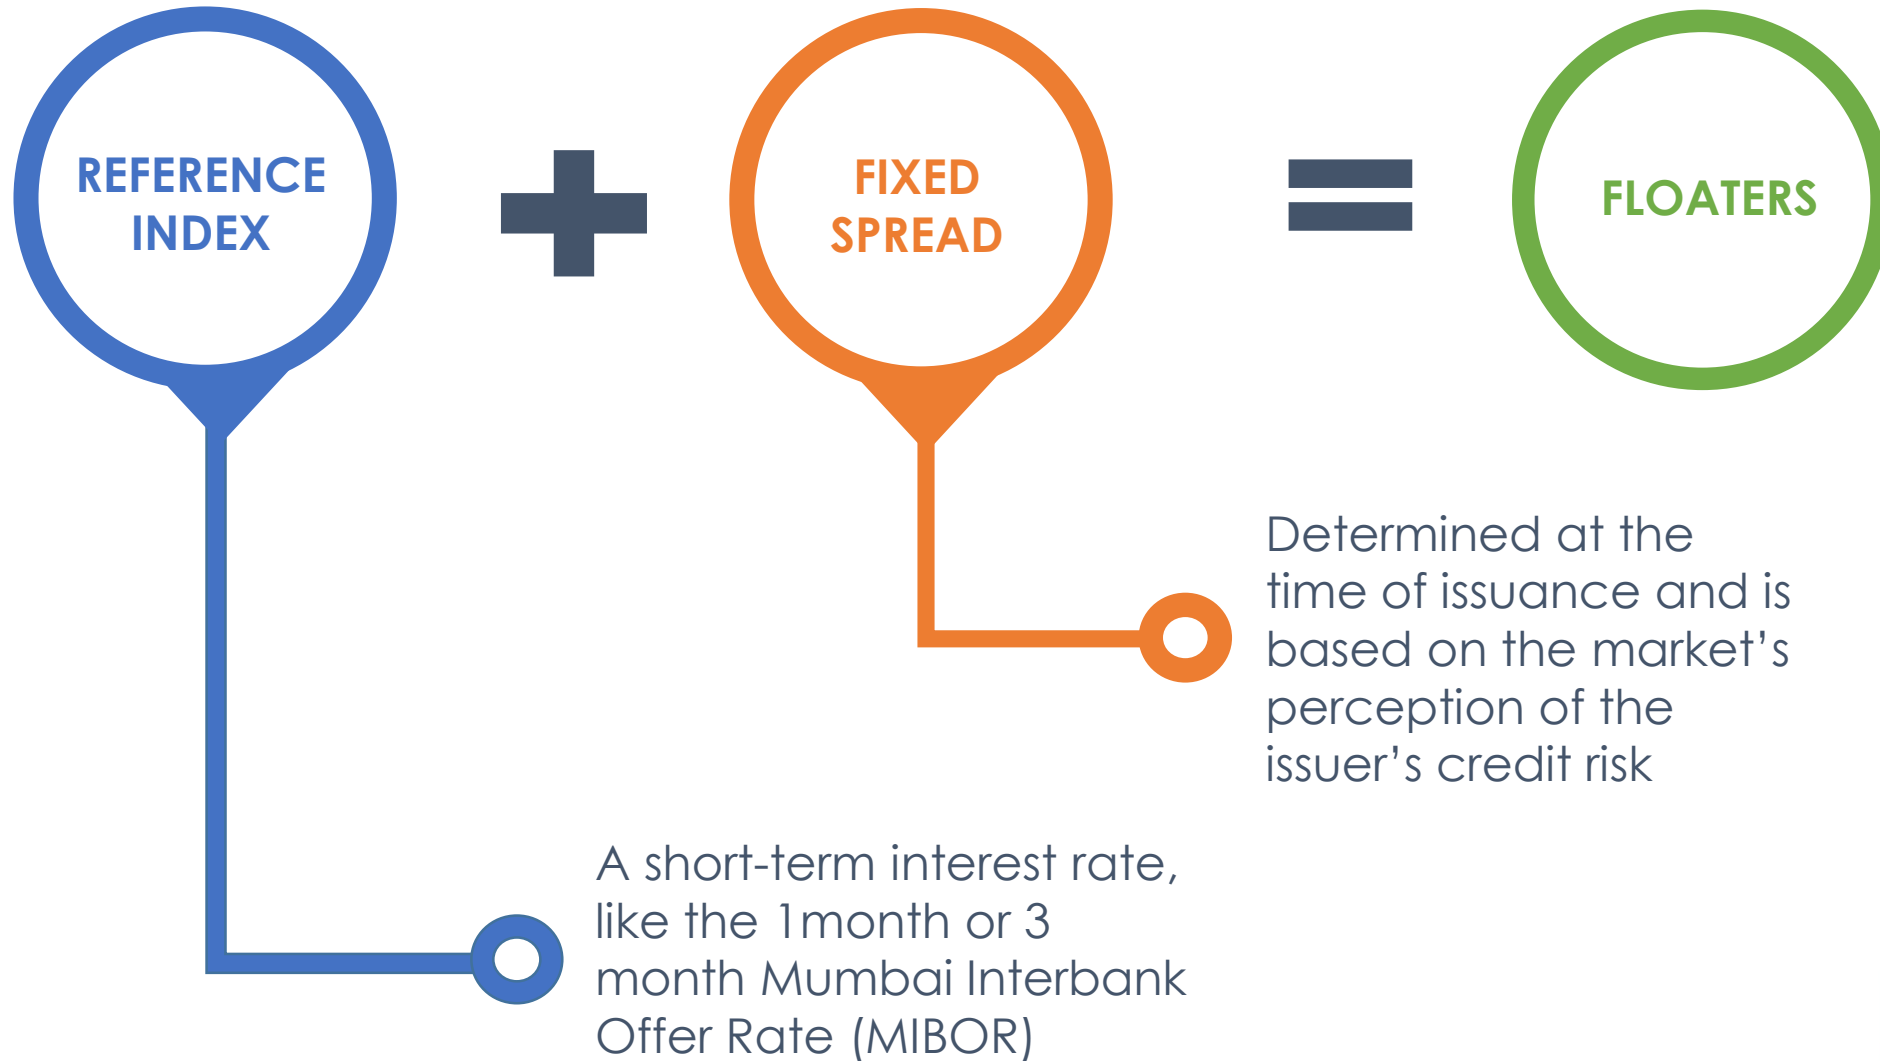 REFERENCE
INDEX
FIXED
SPREAD
FLOATERS
Determined at the
time of issuance and is
based on the market’s
perception of the
issuer’s credit risk
A short-term interest rate,
like the 1month or 3
month Mumbai Interbank
Offer Rate (MIBOR)